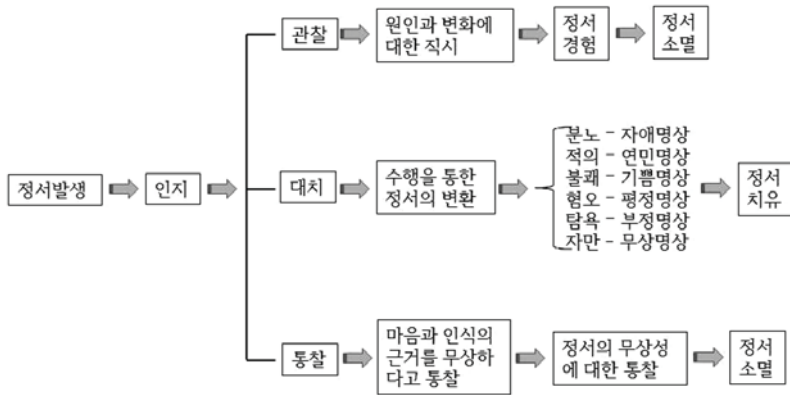 정서발생
인지
관찰
원인과 변화에
대한 직시
정서
경험
정서
소멸
대치
수행을 통한
정서의 변환
분노 - 자애명상
적의 - 연민명상
불쾌 - 기쁨명상
혐오 - 평정명상
탐욕 - 부정명상
자만 - 무상명상
정서
치유
통찰
마음과 인식의
근거를 무상하
다고 통찰
정서의 무상성
에 대한 통찰
정서
소멸